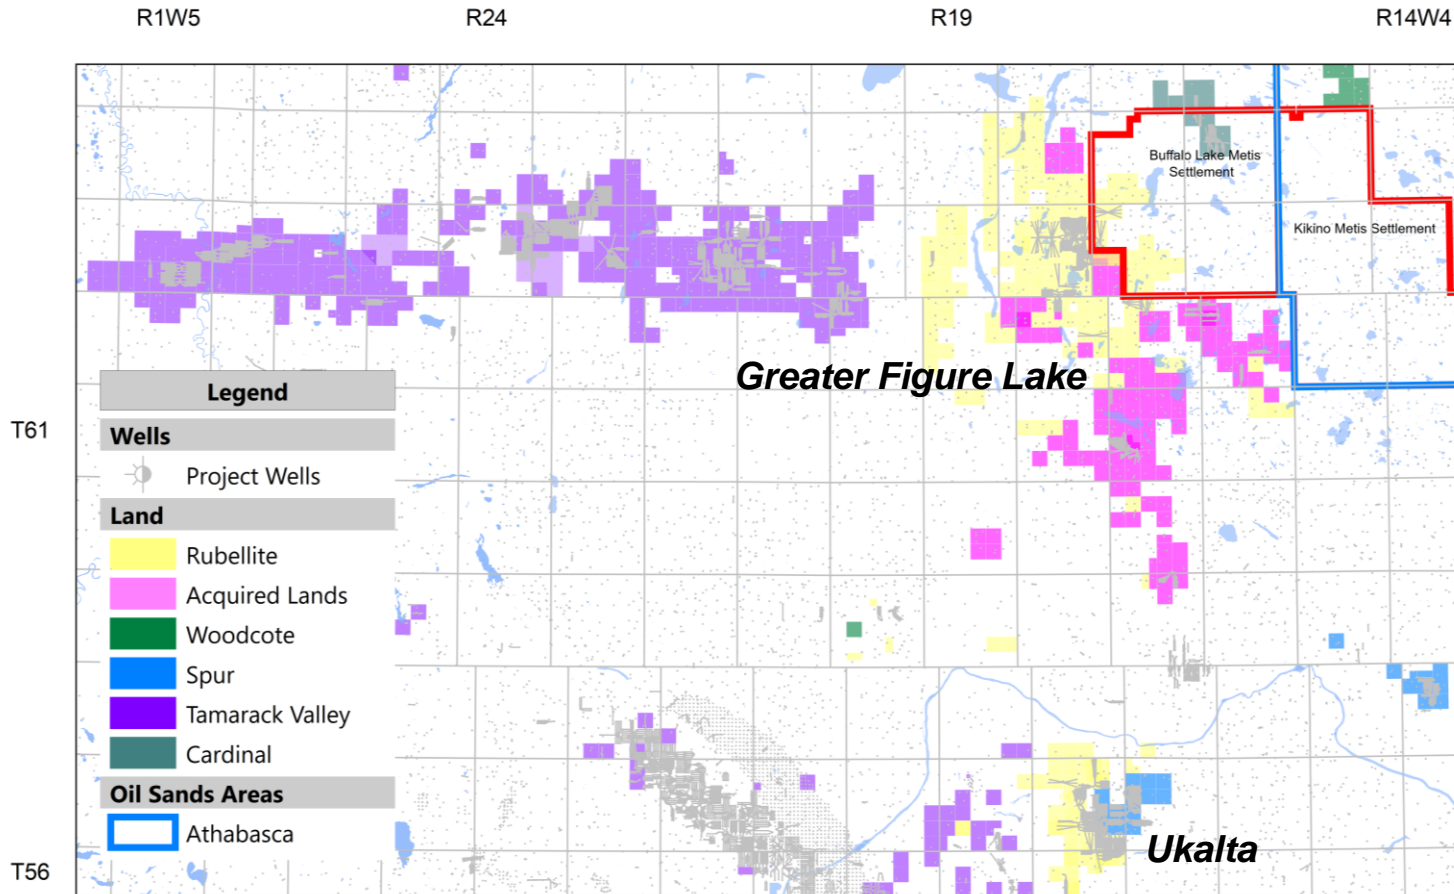 R1W5 R24 R19 R14W4
Buffalo Lake Metis
Settlement
Kikino Metis Settlement
Greater Figure Lake
Legend
T61
Wells
Project Wells
Land
Rubellite
Acquired Lands
Woodcote
Spur
Tamarack Valley
Cardinal
Oil Sands Areas
Athabasca
Ukalta
T56